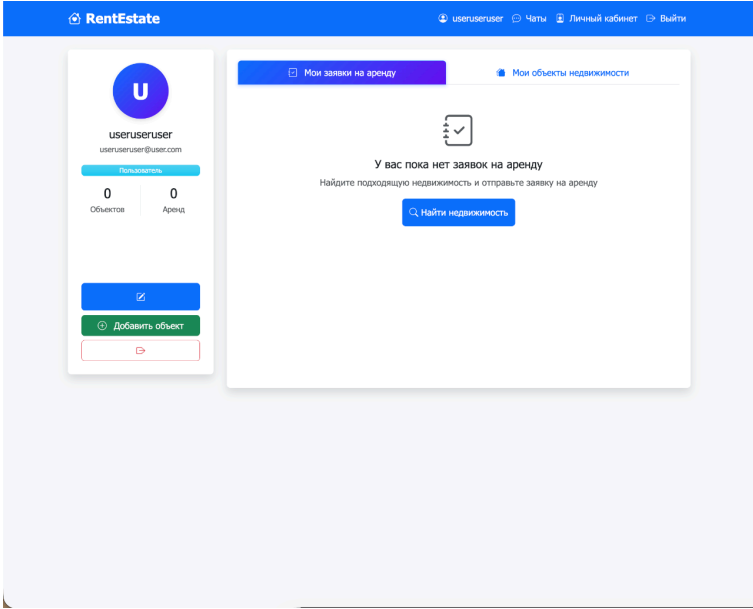 RentEstate
useruseruser Чаты Личный кабинет Выйти
U
useruseruser
useruseruser@user.com
Пользователь
0 0
Объектов Аренд
Добавить объект
Мои заявки на аренду Мои объекты недвижимости
У вас пока нет заявок на аренду
Найдите подходящую недвижимость и отправьте заявку на аренду
Найти недвижимость